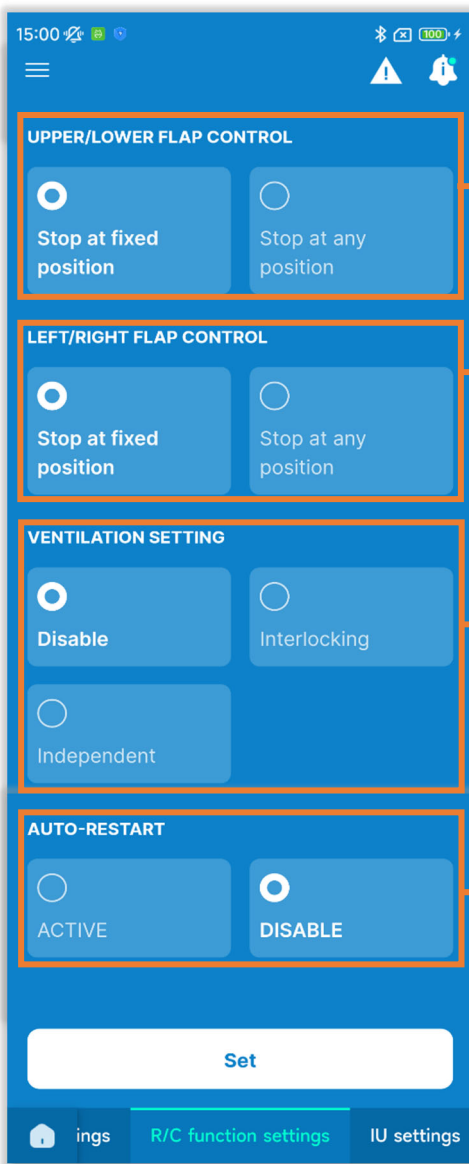 15:00
100
UPPER/LOWER FLAP CONTROL
Stop at fixed
position
Stop at any
position
LEFT/RIGHT FLAP CONTROL
Stop at fixed
position
Stop at any
position
VENTILATION SETTING
Disable
Interlocking
Independent
AUTO-RESTART
ACTIVE
DISABLE
Set
ings
R/C function settings
IU settings